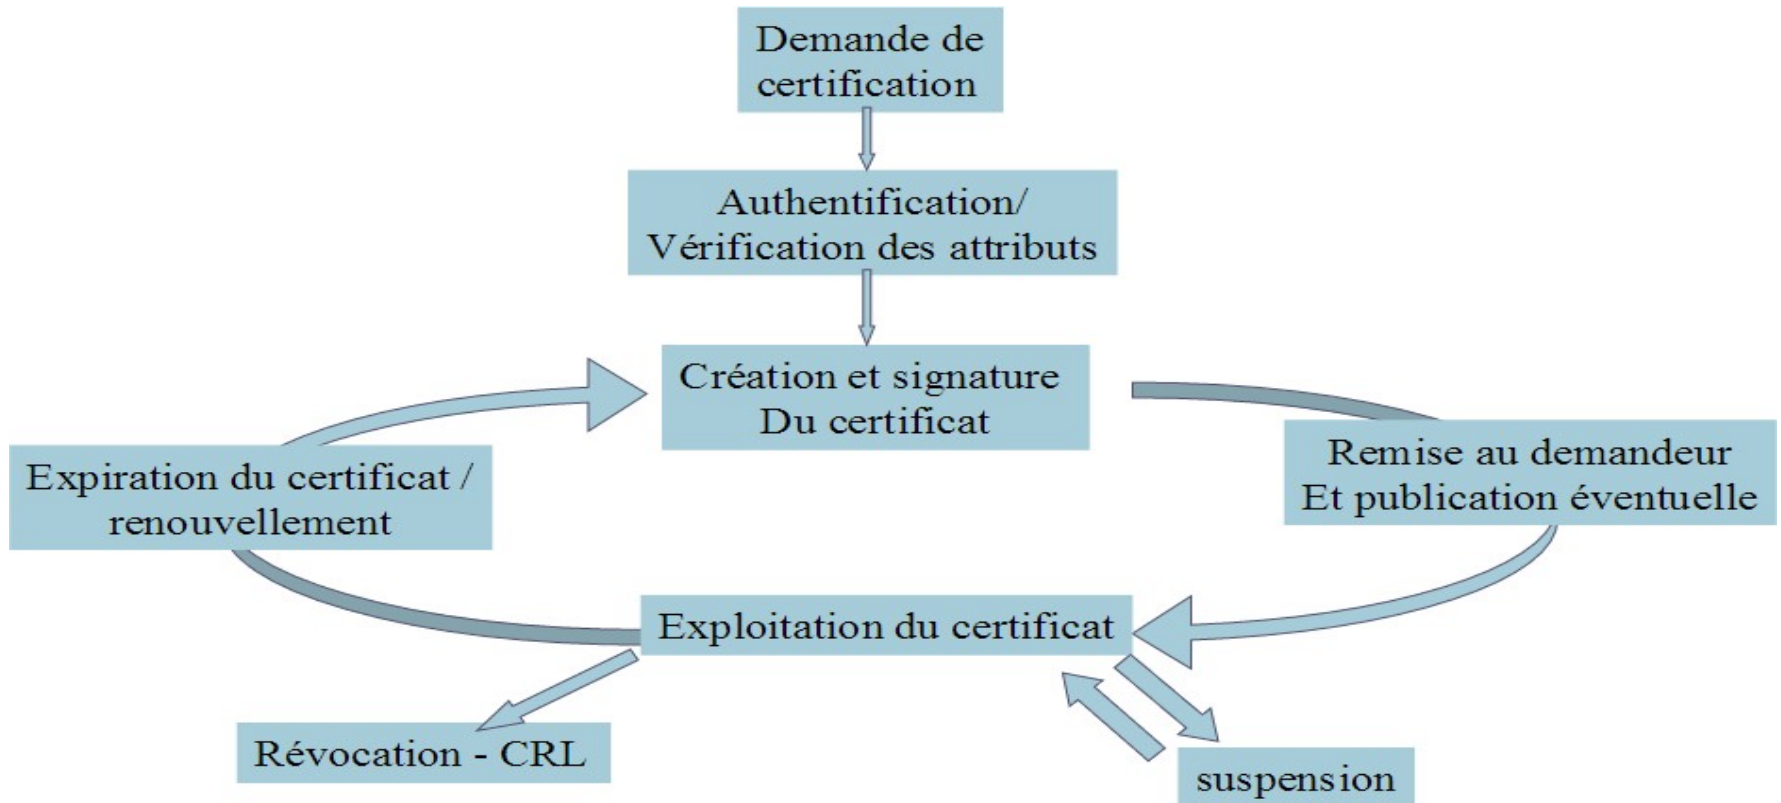 Demande de
certification
Authentification/
Vérification des attributs
Création et signature
Du certificat
Expiration du certificat /
renouvellement
Remise au demandeur
Et publication éventuelle
Exploitation du certificat
Révocation - CRL
suspension